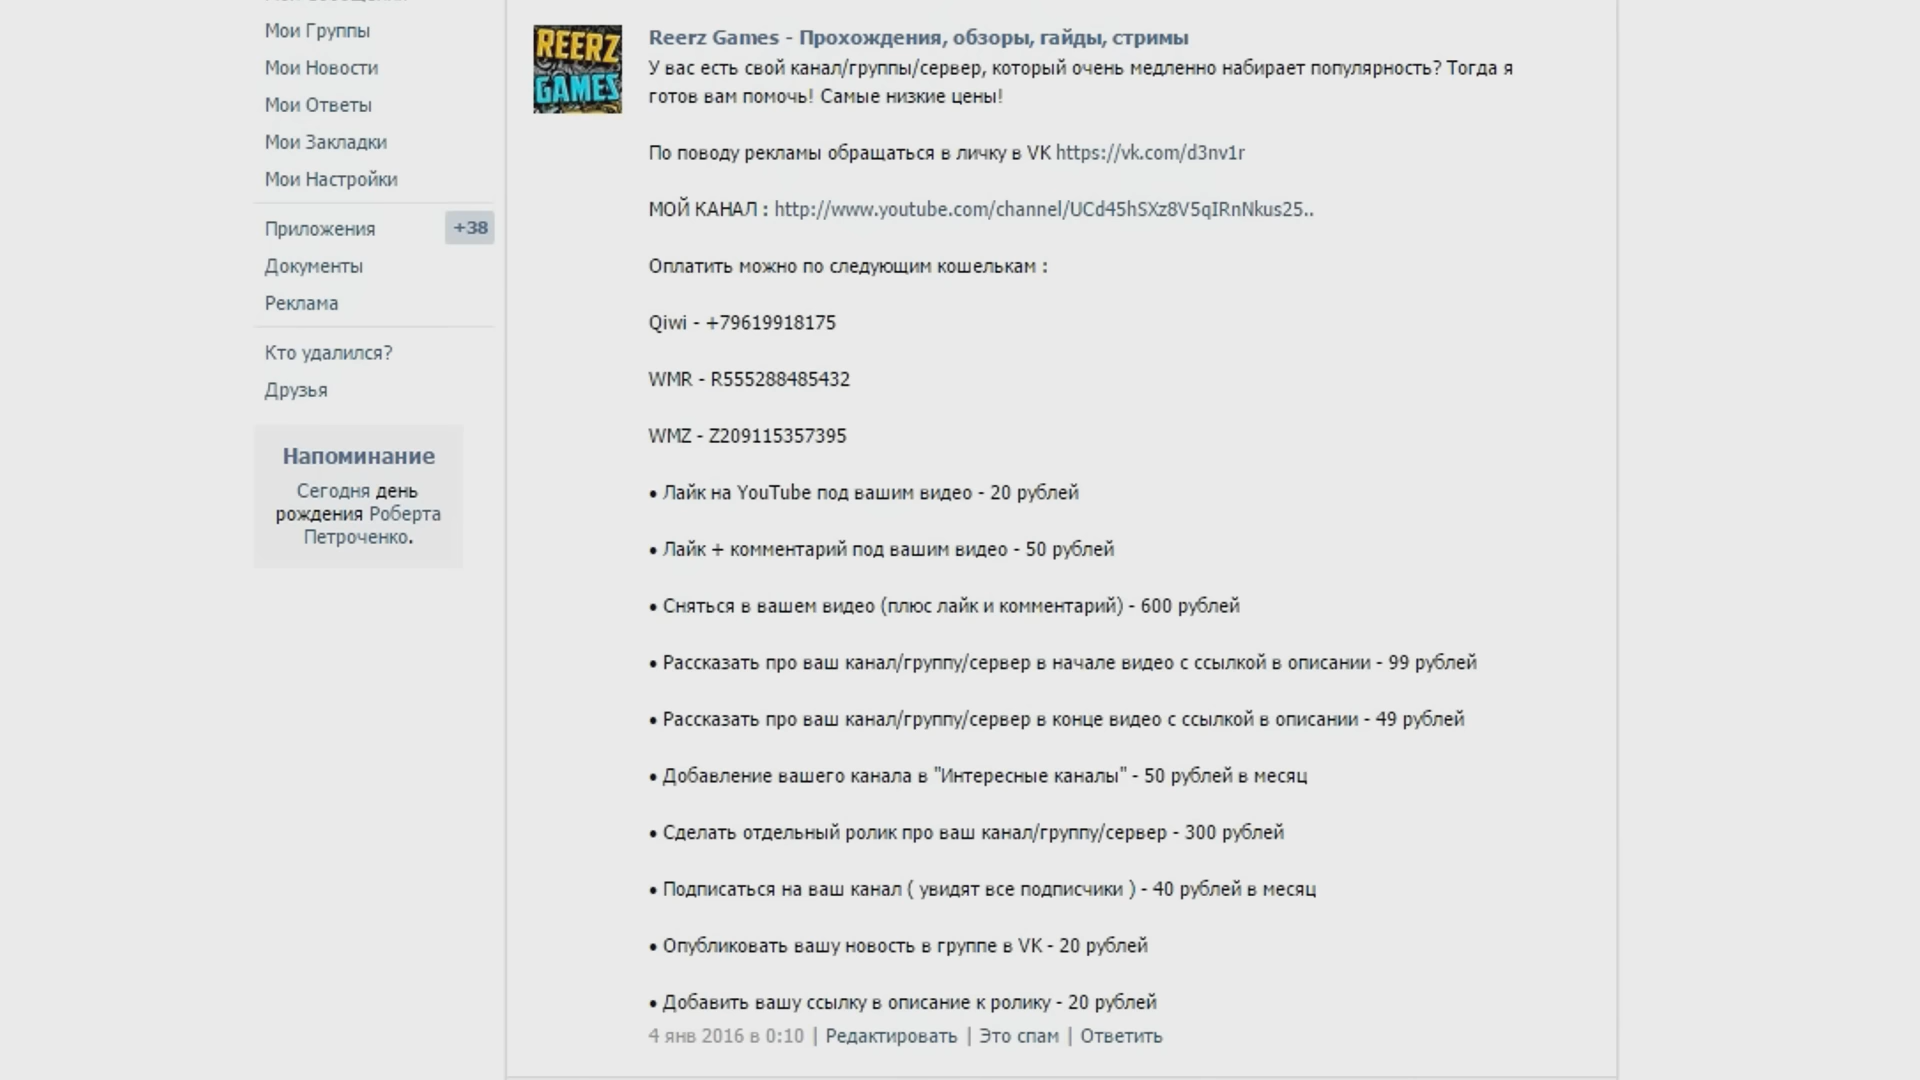 Мои Группы
Мои Новости
Мои Ответы
Мои Закладки
Мои Настройки
Приложения +38
Документы
Реклама
Кто удалился?
Друзья
Напоминание
Сегодня день
рождения Роберта
Петроченко.
REERZ
GAMES
Reerz Games - Прохождения, обзоры, гайды, стримы
У вас есть свой канал/группы/сервер, который очень медленно набирает популярность? Тогда я
готов вам помочь! Самые низкие цены!
По поводу рекламы обращаться в личку в VK https://vk.com/d3nv1r
МОЙ КАНАЛ : http://www.youtube.com/channel/UCd45hSXz8V5qIRnNkus25..
Оплатить можно по следующим кошелькам :
Qiwi - +79619918175
WMR - R555288485432
WMZ - Z209115357395
• Лайк на YouTube под вашим видео - 20 рублей
• Лайк + комментарий под вашим видео - 50 рублей
• Сняться в вашем видео (плюс лайк и комментарий) - 600 рублей
• Рассказать про ваш канал/группу/сервер в начале видео с ссылкой в описании - 99 рублей
• Рассказать про ваш канал/группу/сервер в конце видео с ссылкой в описании - 49 рублей
• Добавление вашего канала в "Интересные каналы" - 50 рублей в месяц
• Сделать отдельный ролик про ваш канал/группу/сервер - 300 рублей
• Подписаться на ваш канал ( увидят все подписчики ) - 40 рублей в месяц
• Опубликовать вашу новость в группе в VK - 20 рублей
• Добавить вашу ссылку в описание к ролику - 20 рублей
4 янв 2016 в 0:10 | Редактировать | Это спам | Ответить